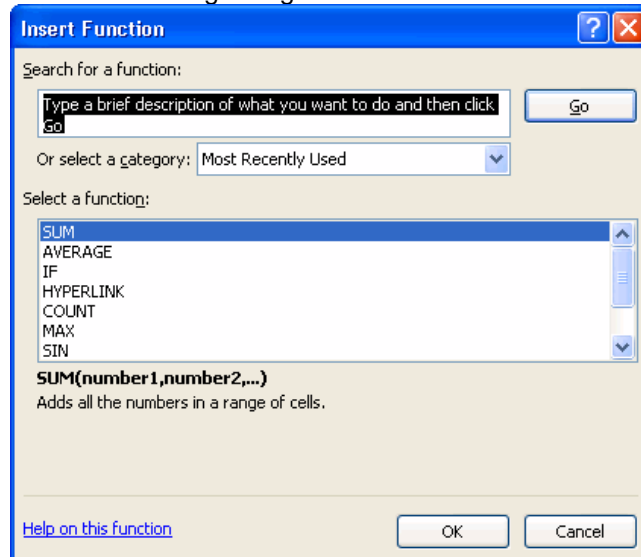 Insert Function
Search for a function:
Type a brief description of what you want to do and then click
Go
Go
Or select a category: Most Recently Used
Select a function:
SUM
AVERAGE
IF
HYPERLINK
COUNT
MAX
SIN
SUM(number1,number2,...)
Adds all the numbers in a range of cells.
Help on this function OK Cancel